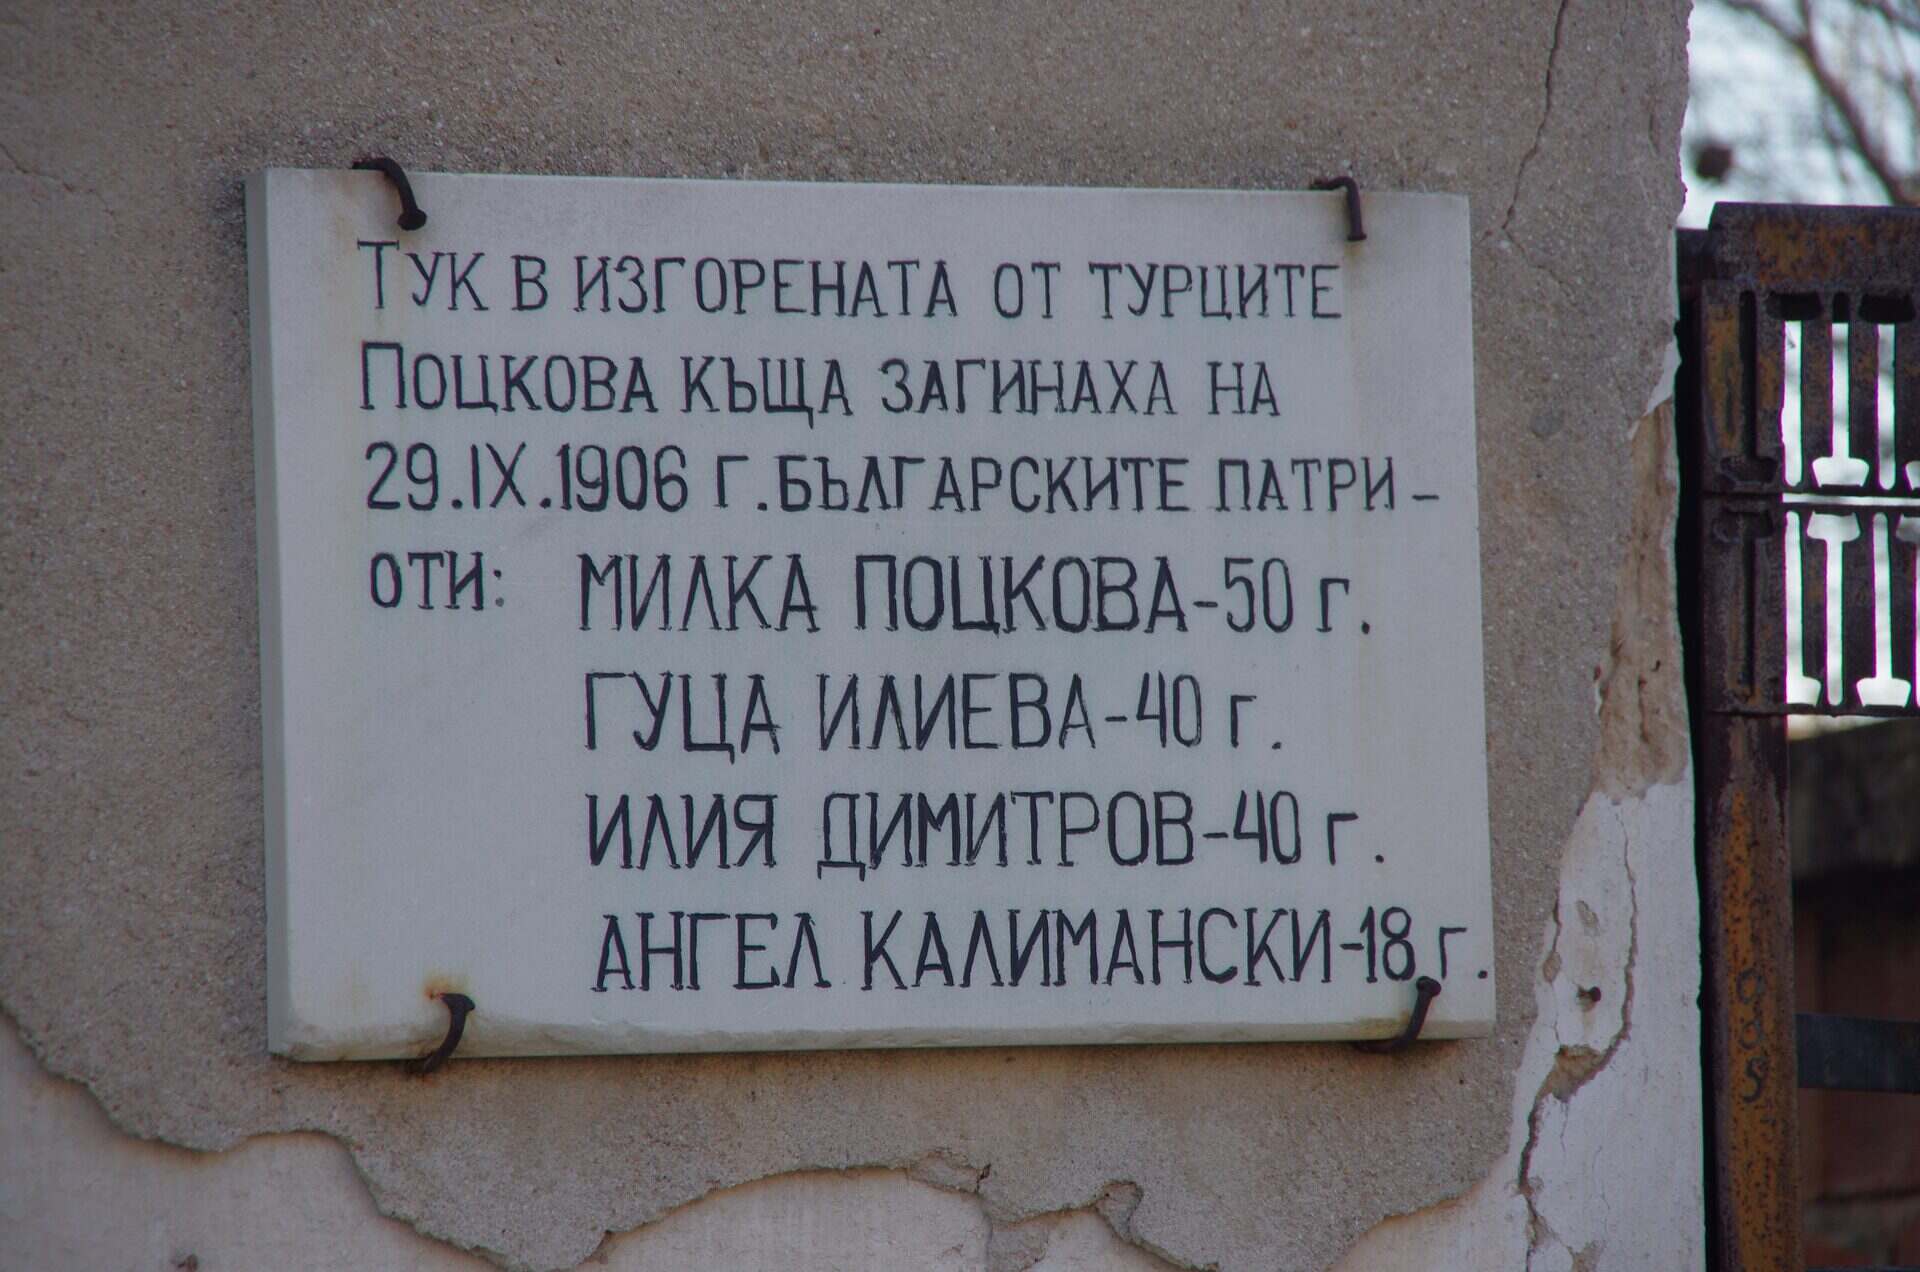 Тук в изгорената от турците
Поцкова къща загинаха на
29.IX.1906 г. българските патри-
оти: МИЛКА ПОЦКОВА-50 г.
ГУЦА ИЛИЕВА-40 г.
ИЛИЯ ДИМИТРОВ-40 г.
АНГЕЛ КАЛИМАНСКИ-18 г.